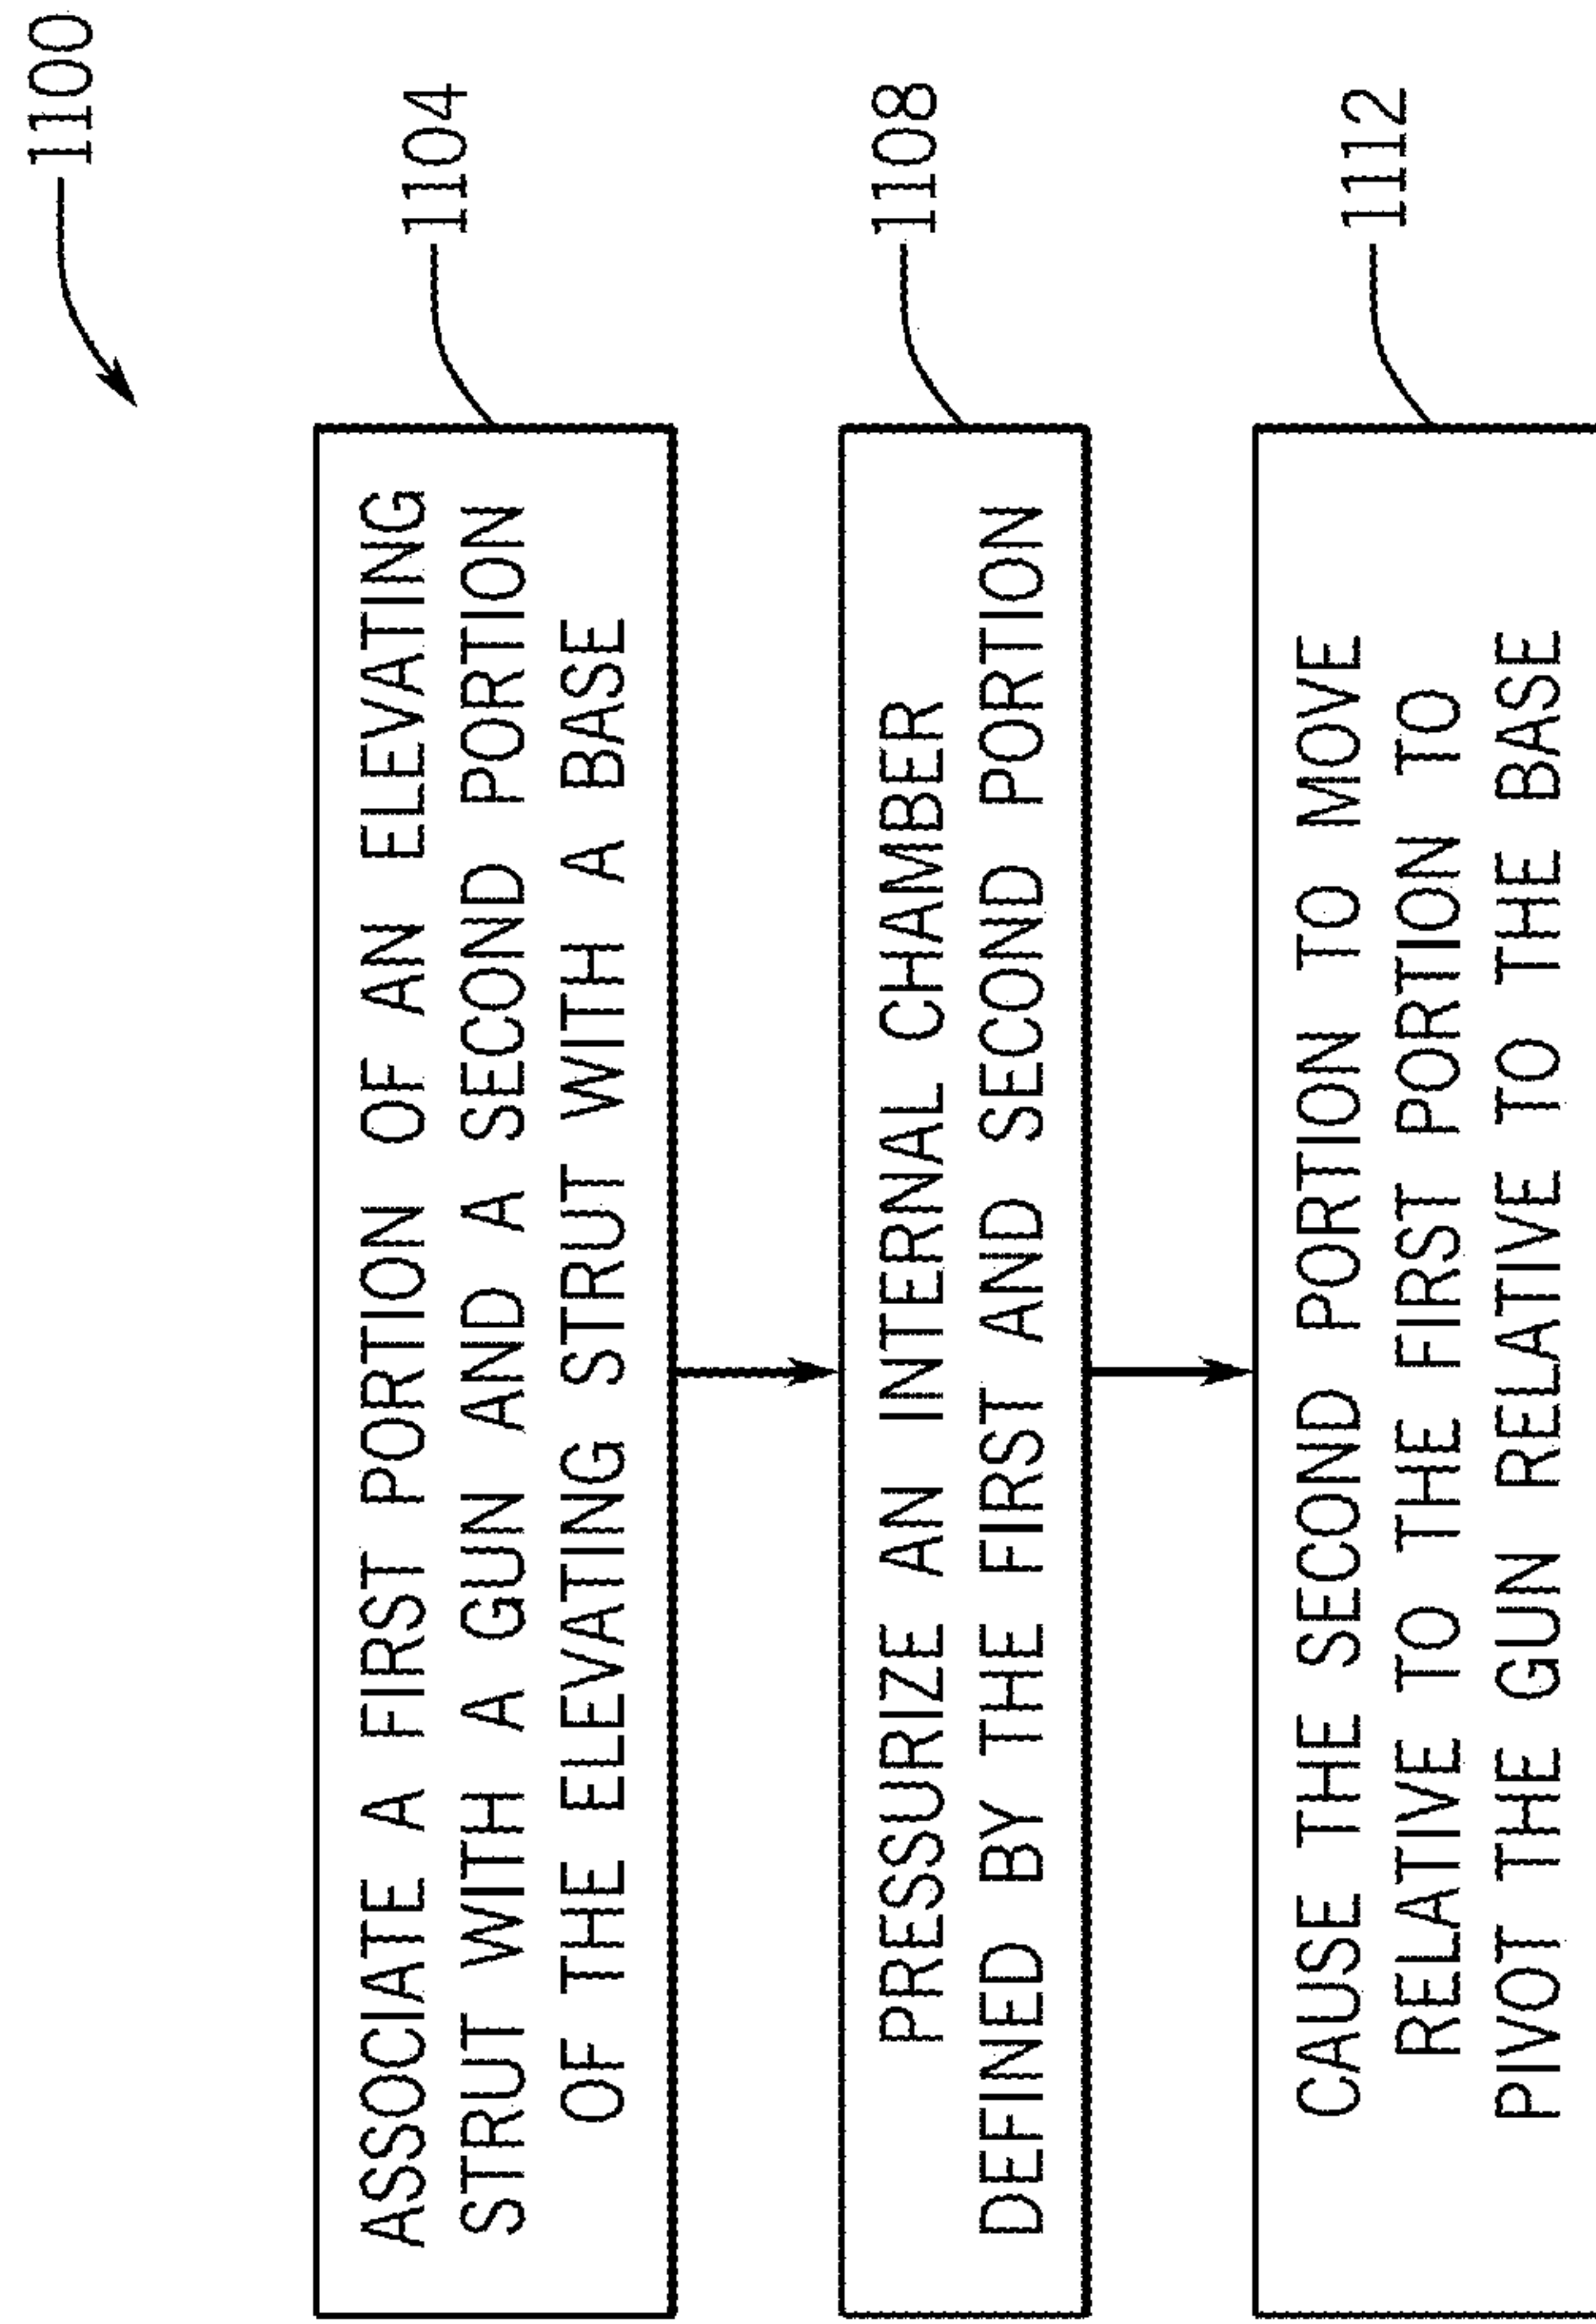 1100
ASSOCIATE A FIRST PORTION OF AN ELEVATING
STRUT WITH A GUN AND A SECOND PORTION
OF THE ELEVATING STRUT WITH A BASE
1104
PRESSURIZE AN INTERNAL CHAMBER
DEFINED BY THE FIRST AND SECOND PORTION
1108
CAUSE THE SECOND PORTION TO MOVE
RELATIVE TO THE FIRST PORTION TO
PIVOT THE GUN RELATIVE TO THE BASE
1112